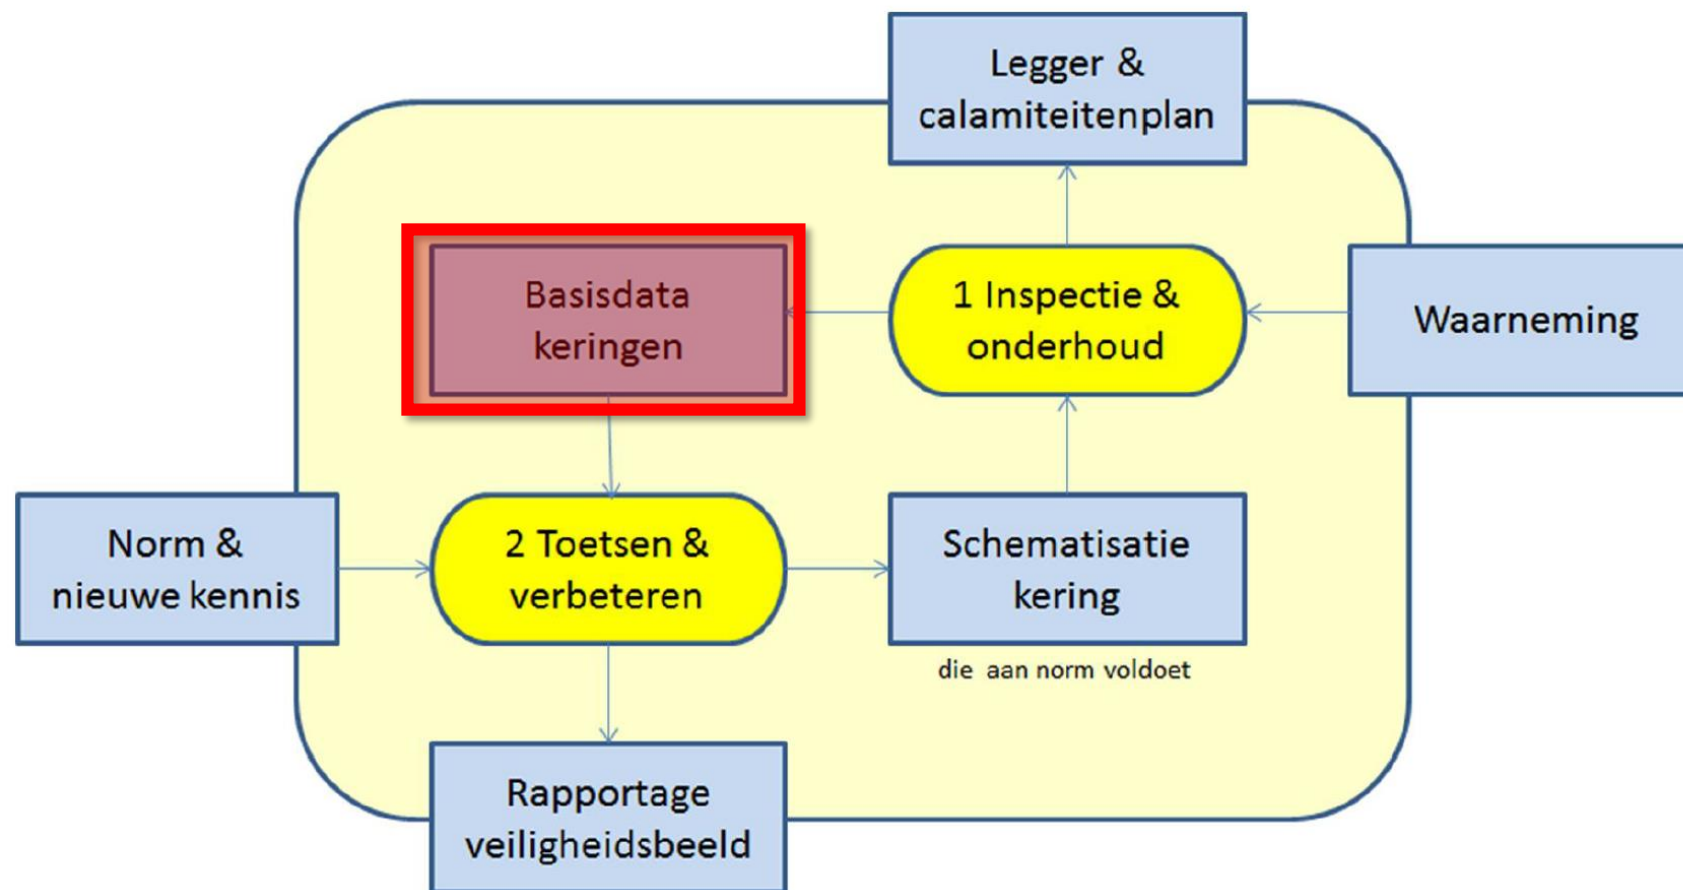 Legger &
calamiteitenplan
Basisdata
keringen
1 Inspectie &
onderhoud
Waarneming
Norm &
nieuwe kennis
2 Toetsen &
verbeteren
Schematisatie
kering
die aan norm voldoet
Rapportage
veiligheidsbeeld